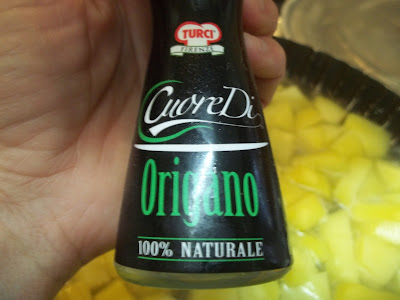 TURCI®
FIRENZE
CuoreDi
Origano
100% NATURALE